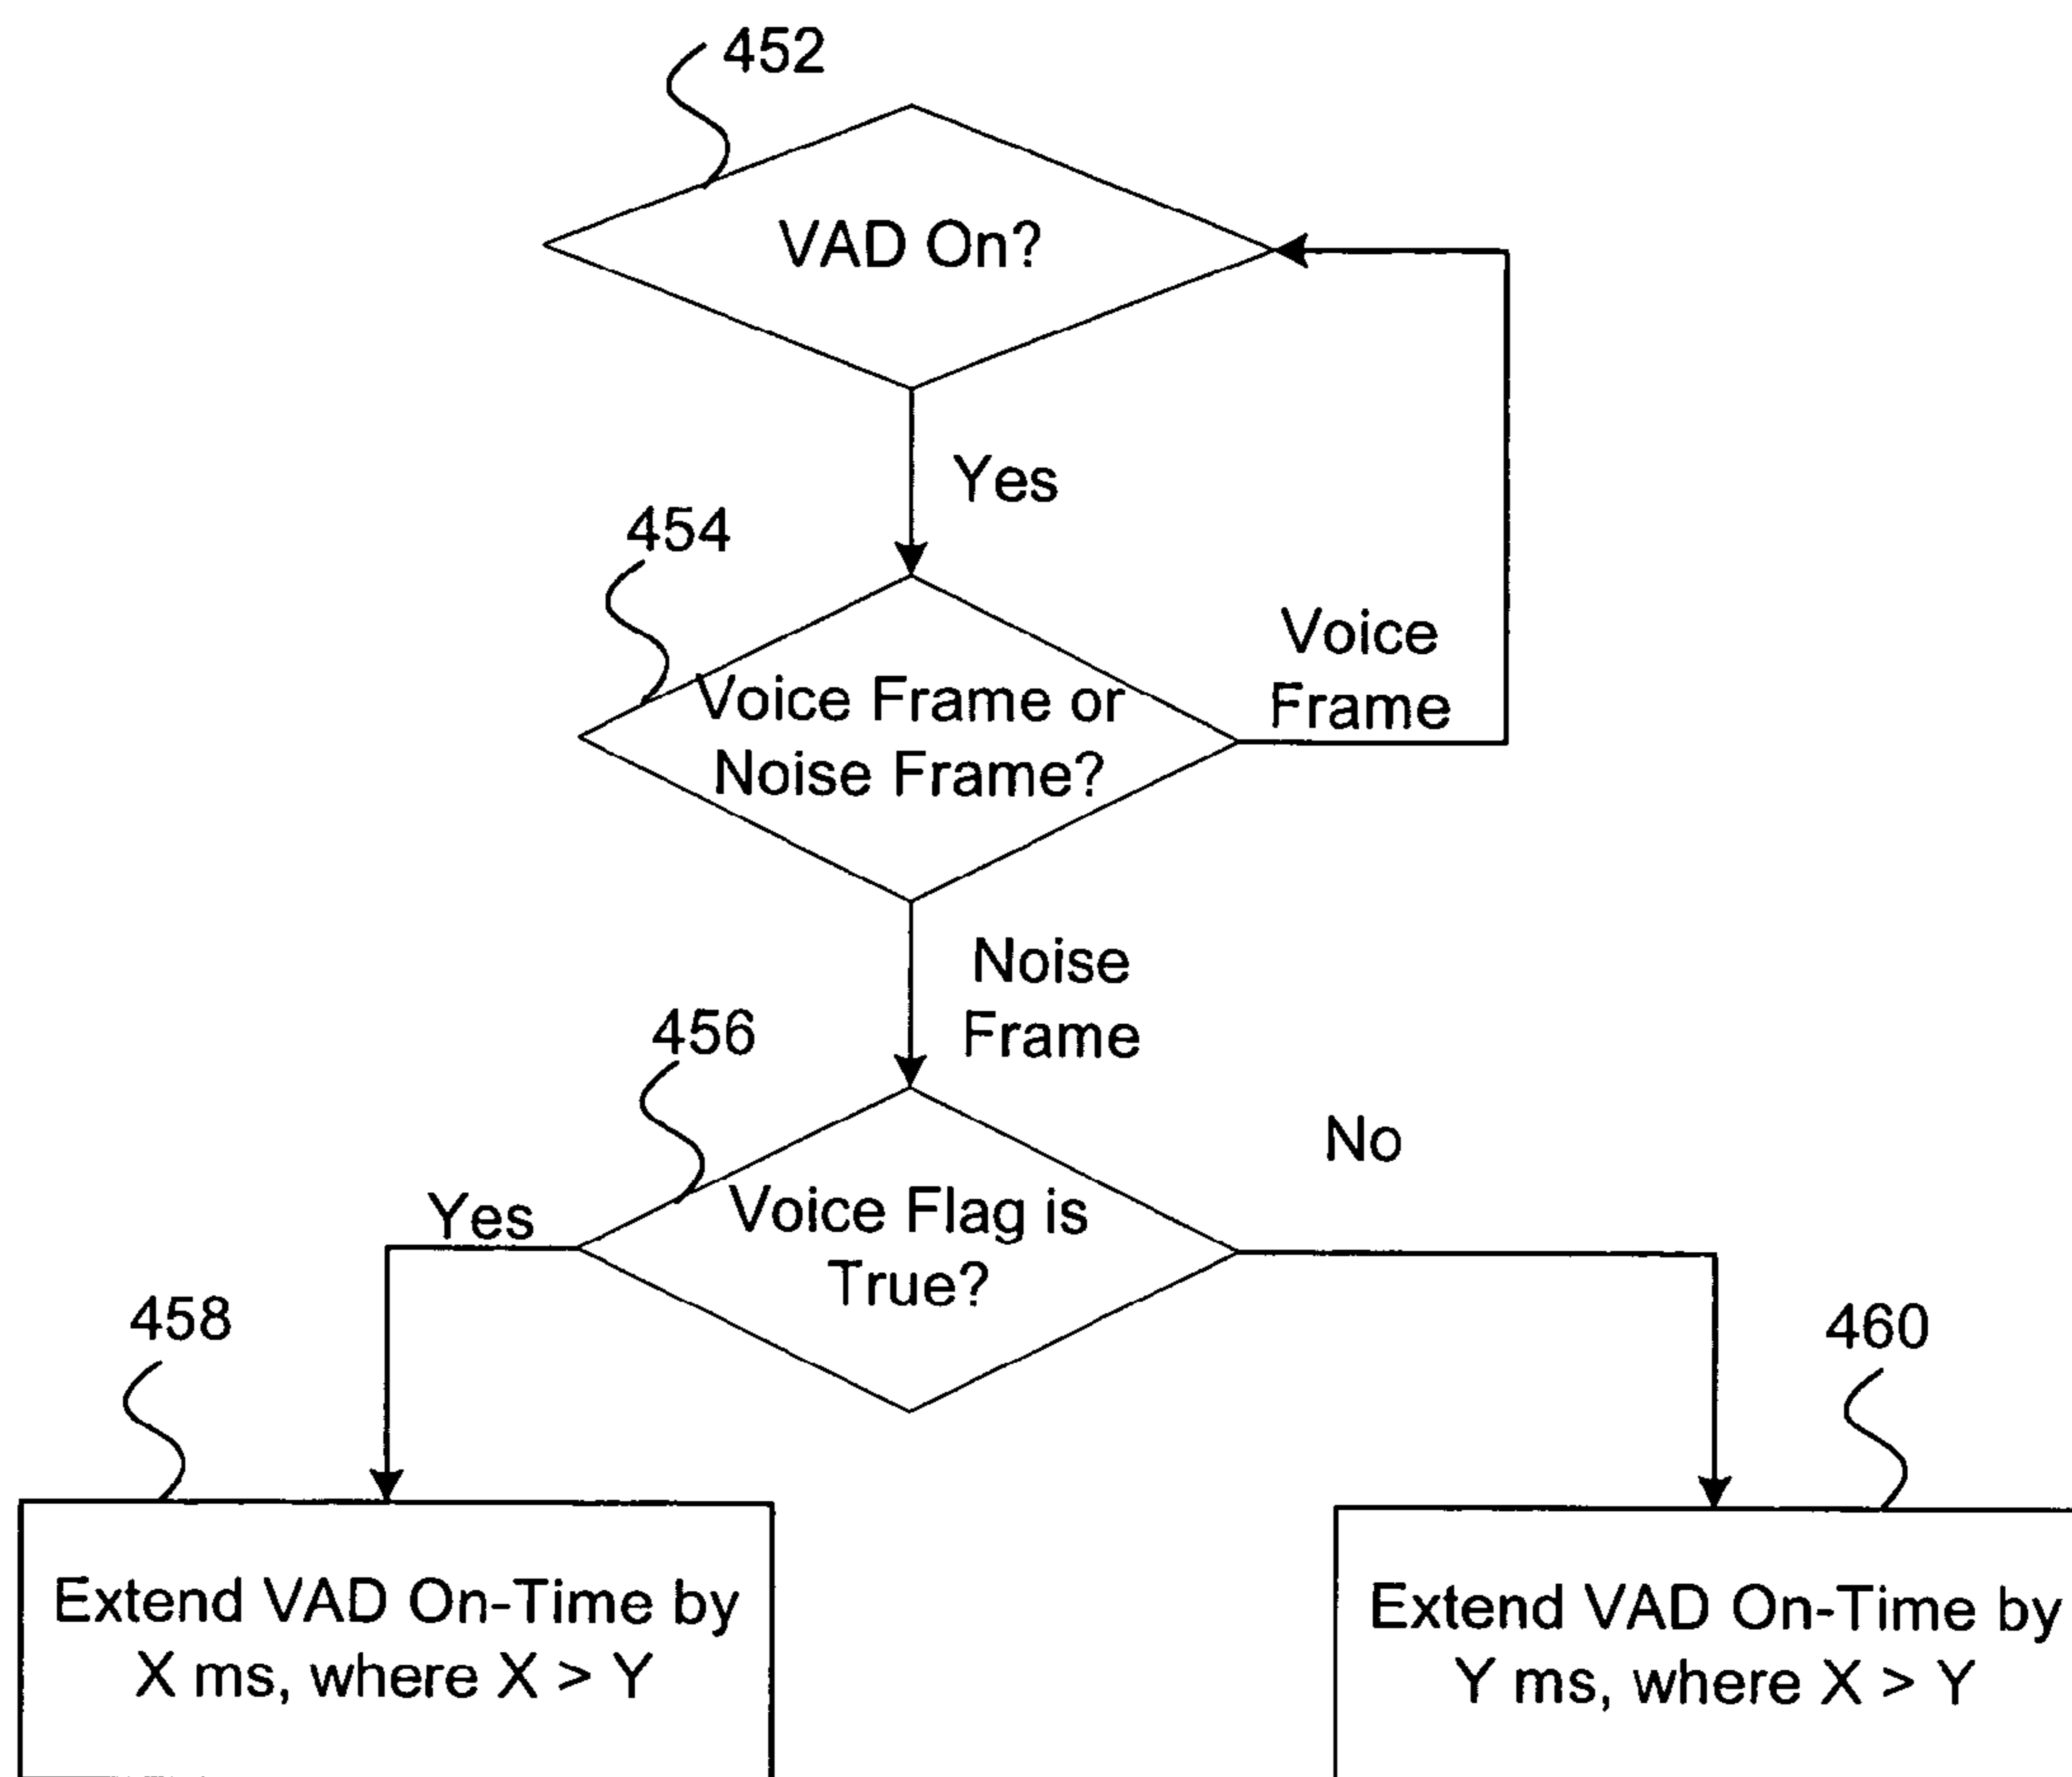 452
VAD On?
Yes
454
Voice Frame or
Noise Frame?
Voice
Frame
Noise
Frame
456
Voice Flag is
True?
Yes
No
458
Extend VAD On-Time by
X ms, where X > Y
460
Extend VAD On-Time by
Y ms, where X > Y